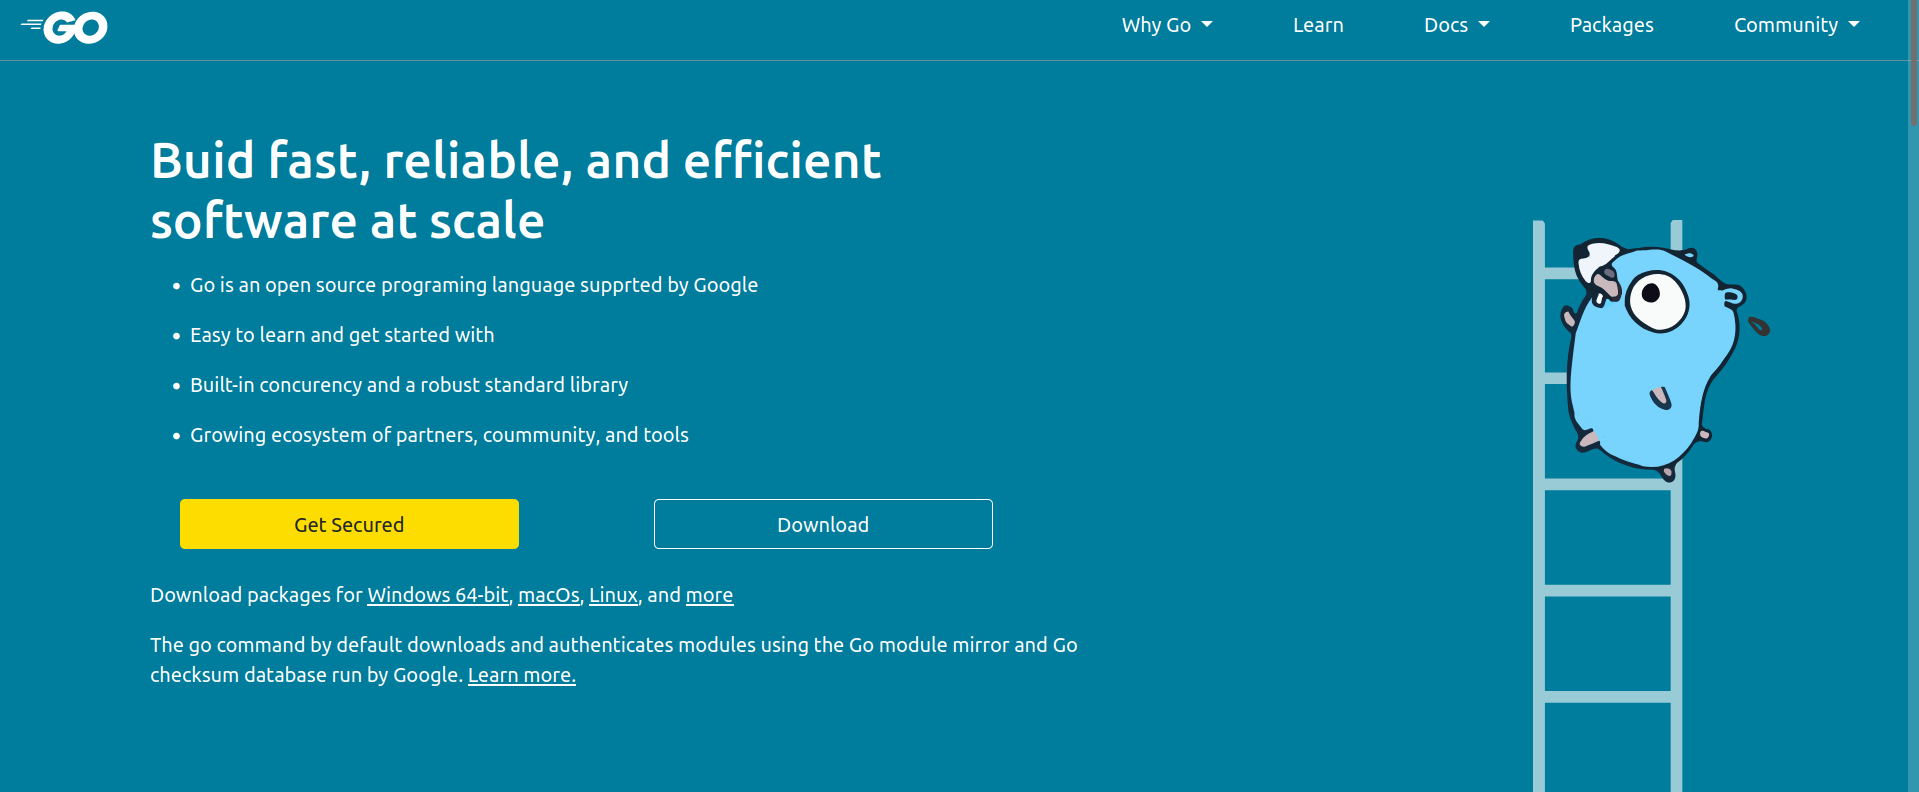 GO
Why Go
Learn
Docs
Packages
Community
Buid fast, reliable, and efficient
software at scale
• Go is an open source programing language supprted by Google
• Easy to learn and get started with
• Built-in concurency and a robust standard library
• Growing ecosystem of partners, coummunity, and tools
Get Secured
Download
Download packages for Windows 64-bit, macOs, Linux, and more
The go command by default downloads and authenticates modules using the Go module mirror and Go
checksum database run by Google. Learn more.